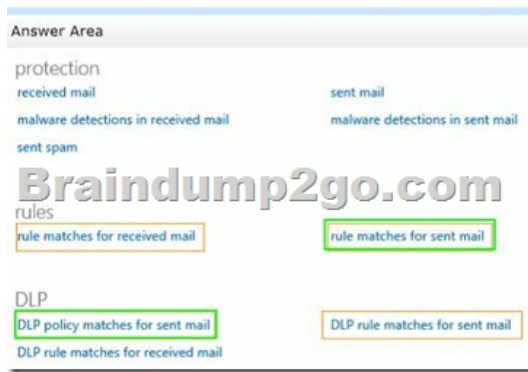 Answer Area
protection
received mail
sent mail
malware detections in received mail
malware detections in sent mail
sent spam
Braindump2go.com
rules
rule matches for received mail
rule matches for sent mail
DLP
DLP policy matches for sent mail
DLP rule matches for sent mail
DLP rule matches for received mail